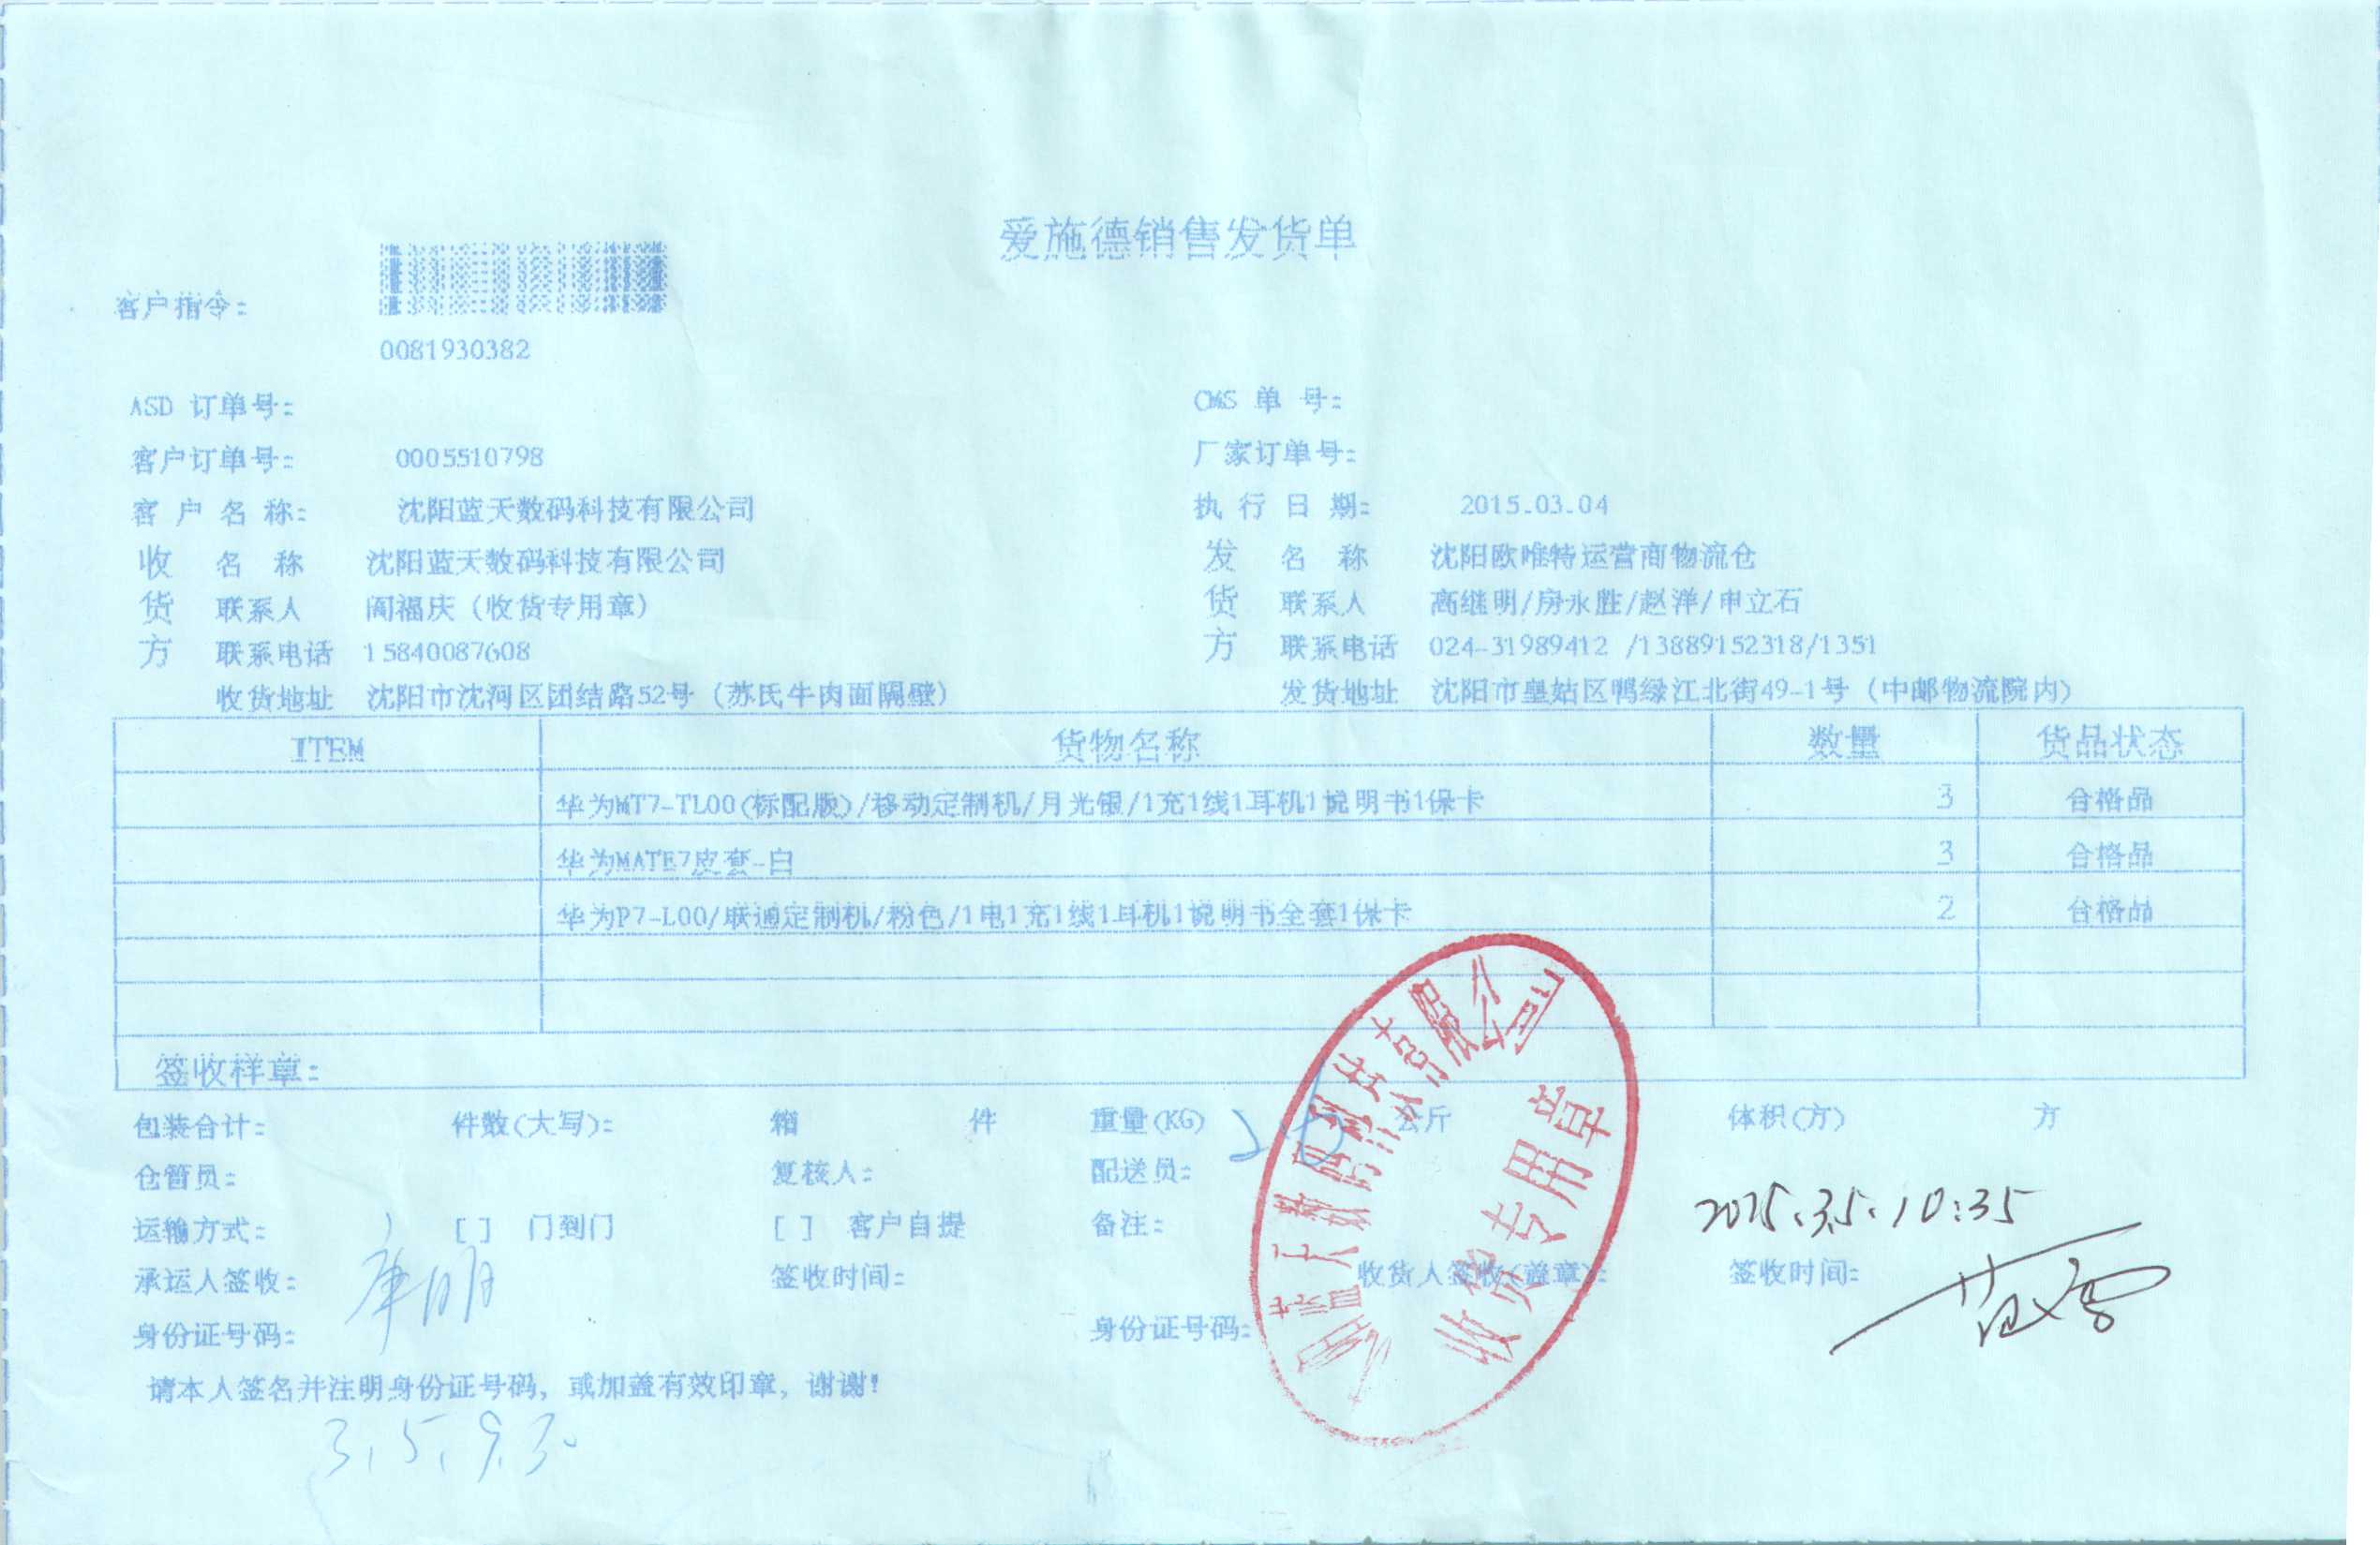 爱施德销售发货单
客户指令:
0081930382
ASD 订单号:
CMS 单 号:
客户订单号: 0005510798
厂家订单号:
客 户 名 称: 沈阳蓝天数码科技有限公司
执 行 日 期: 2015.03.04
收货方
名 称 沈阳蓝天数码科技有限公司
联系人 阎福庆 (收货专用章)
联系电话 15840087608
收货地址 沈阳市沈河区团结路52号 (苏氏牛肉面隔壁)
发货方
名 称 沈阳欧唯特运营商物流仓
联系人 高继明/房永胜/赵洋/申立石
联系电话 024-31989412 /13889152318/1351
发货地址 沈阳市皇姑区鸭绿江北街49-1号 (中邮物流院内)
ITEM 货物名称 数量 货品状态
华为MT7-TL00(标配版)/移动定制机/月光银/1充1线1耳机1说明书1保卡 3 合格品
华为MATE7皮套-白 3 合格品
华为P7-L00/联通定制机/粉色/1电1充1线1耳机1说明书全套1保卡 2 合格品
签收样章:
包装合计: 件数(大写): 箱 件 重量(KG) 公斤 体积(方) 方
仓管员: 复核人: 配送员:
运输方式: [ ] 门到门 [ ] 客户自提 备注:
2015.3.5.10:35
承运人签收: 签收时间: 收货人签收(盖章): 签收时间:
身份证号码: 身份证号码:
请本人签名并注明身份证号码, 或加盖有效印章, 谢谢!
3.5.9.3
收货专用章